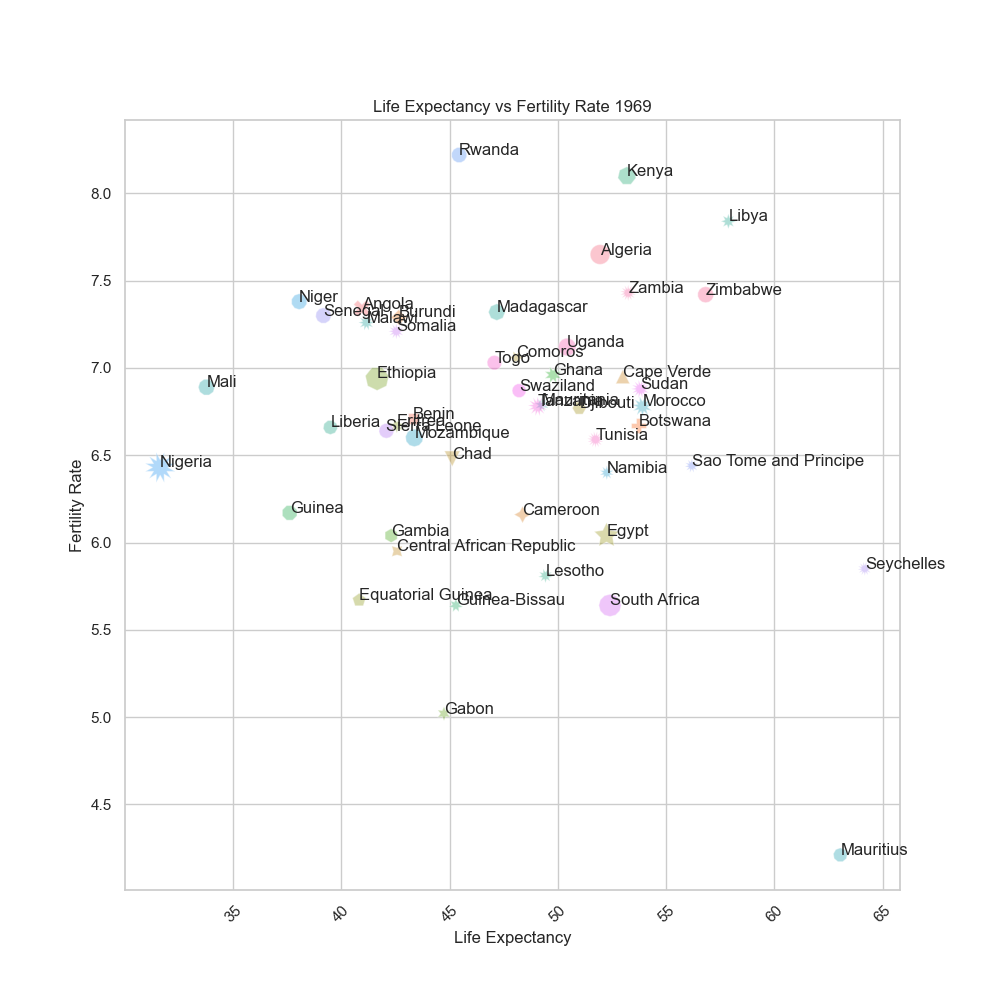 Life Expectancy vs Fertility Rate 1969
Rwanda
Kenya
8.0
Libya
Algeria
7.5
Zambia
Zimbabwe
Niger
Angola
Madagascar
Senegal
Burundi
Malawi
Somalia
Uganda
Comoros
Togo
7.0
Ghana
Cape Verde
Ethiopia
Mali
Swaziland
Sudan
Tanzania
Mauritania
Djibouti
Morocco
Benin
Liberia
Eritrea
Sierra Leone
Botswana
Mozambique
Tunisia
6.5
Chad
Nigeria
Namibia
Sao Tome and Principe
Guinea
Cameroon
6.0
Gambia
Egypt
Central African Republic
Lesotho
Seychelles
Equatorial Guinea
Guinea-Bissau
South Africa
5.5
Gabon
5.0
4.5
Mauritius
Fertility Rate
35
40
45
50
55
60
65
Life Expectancy